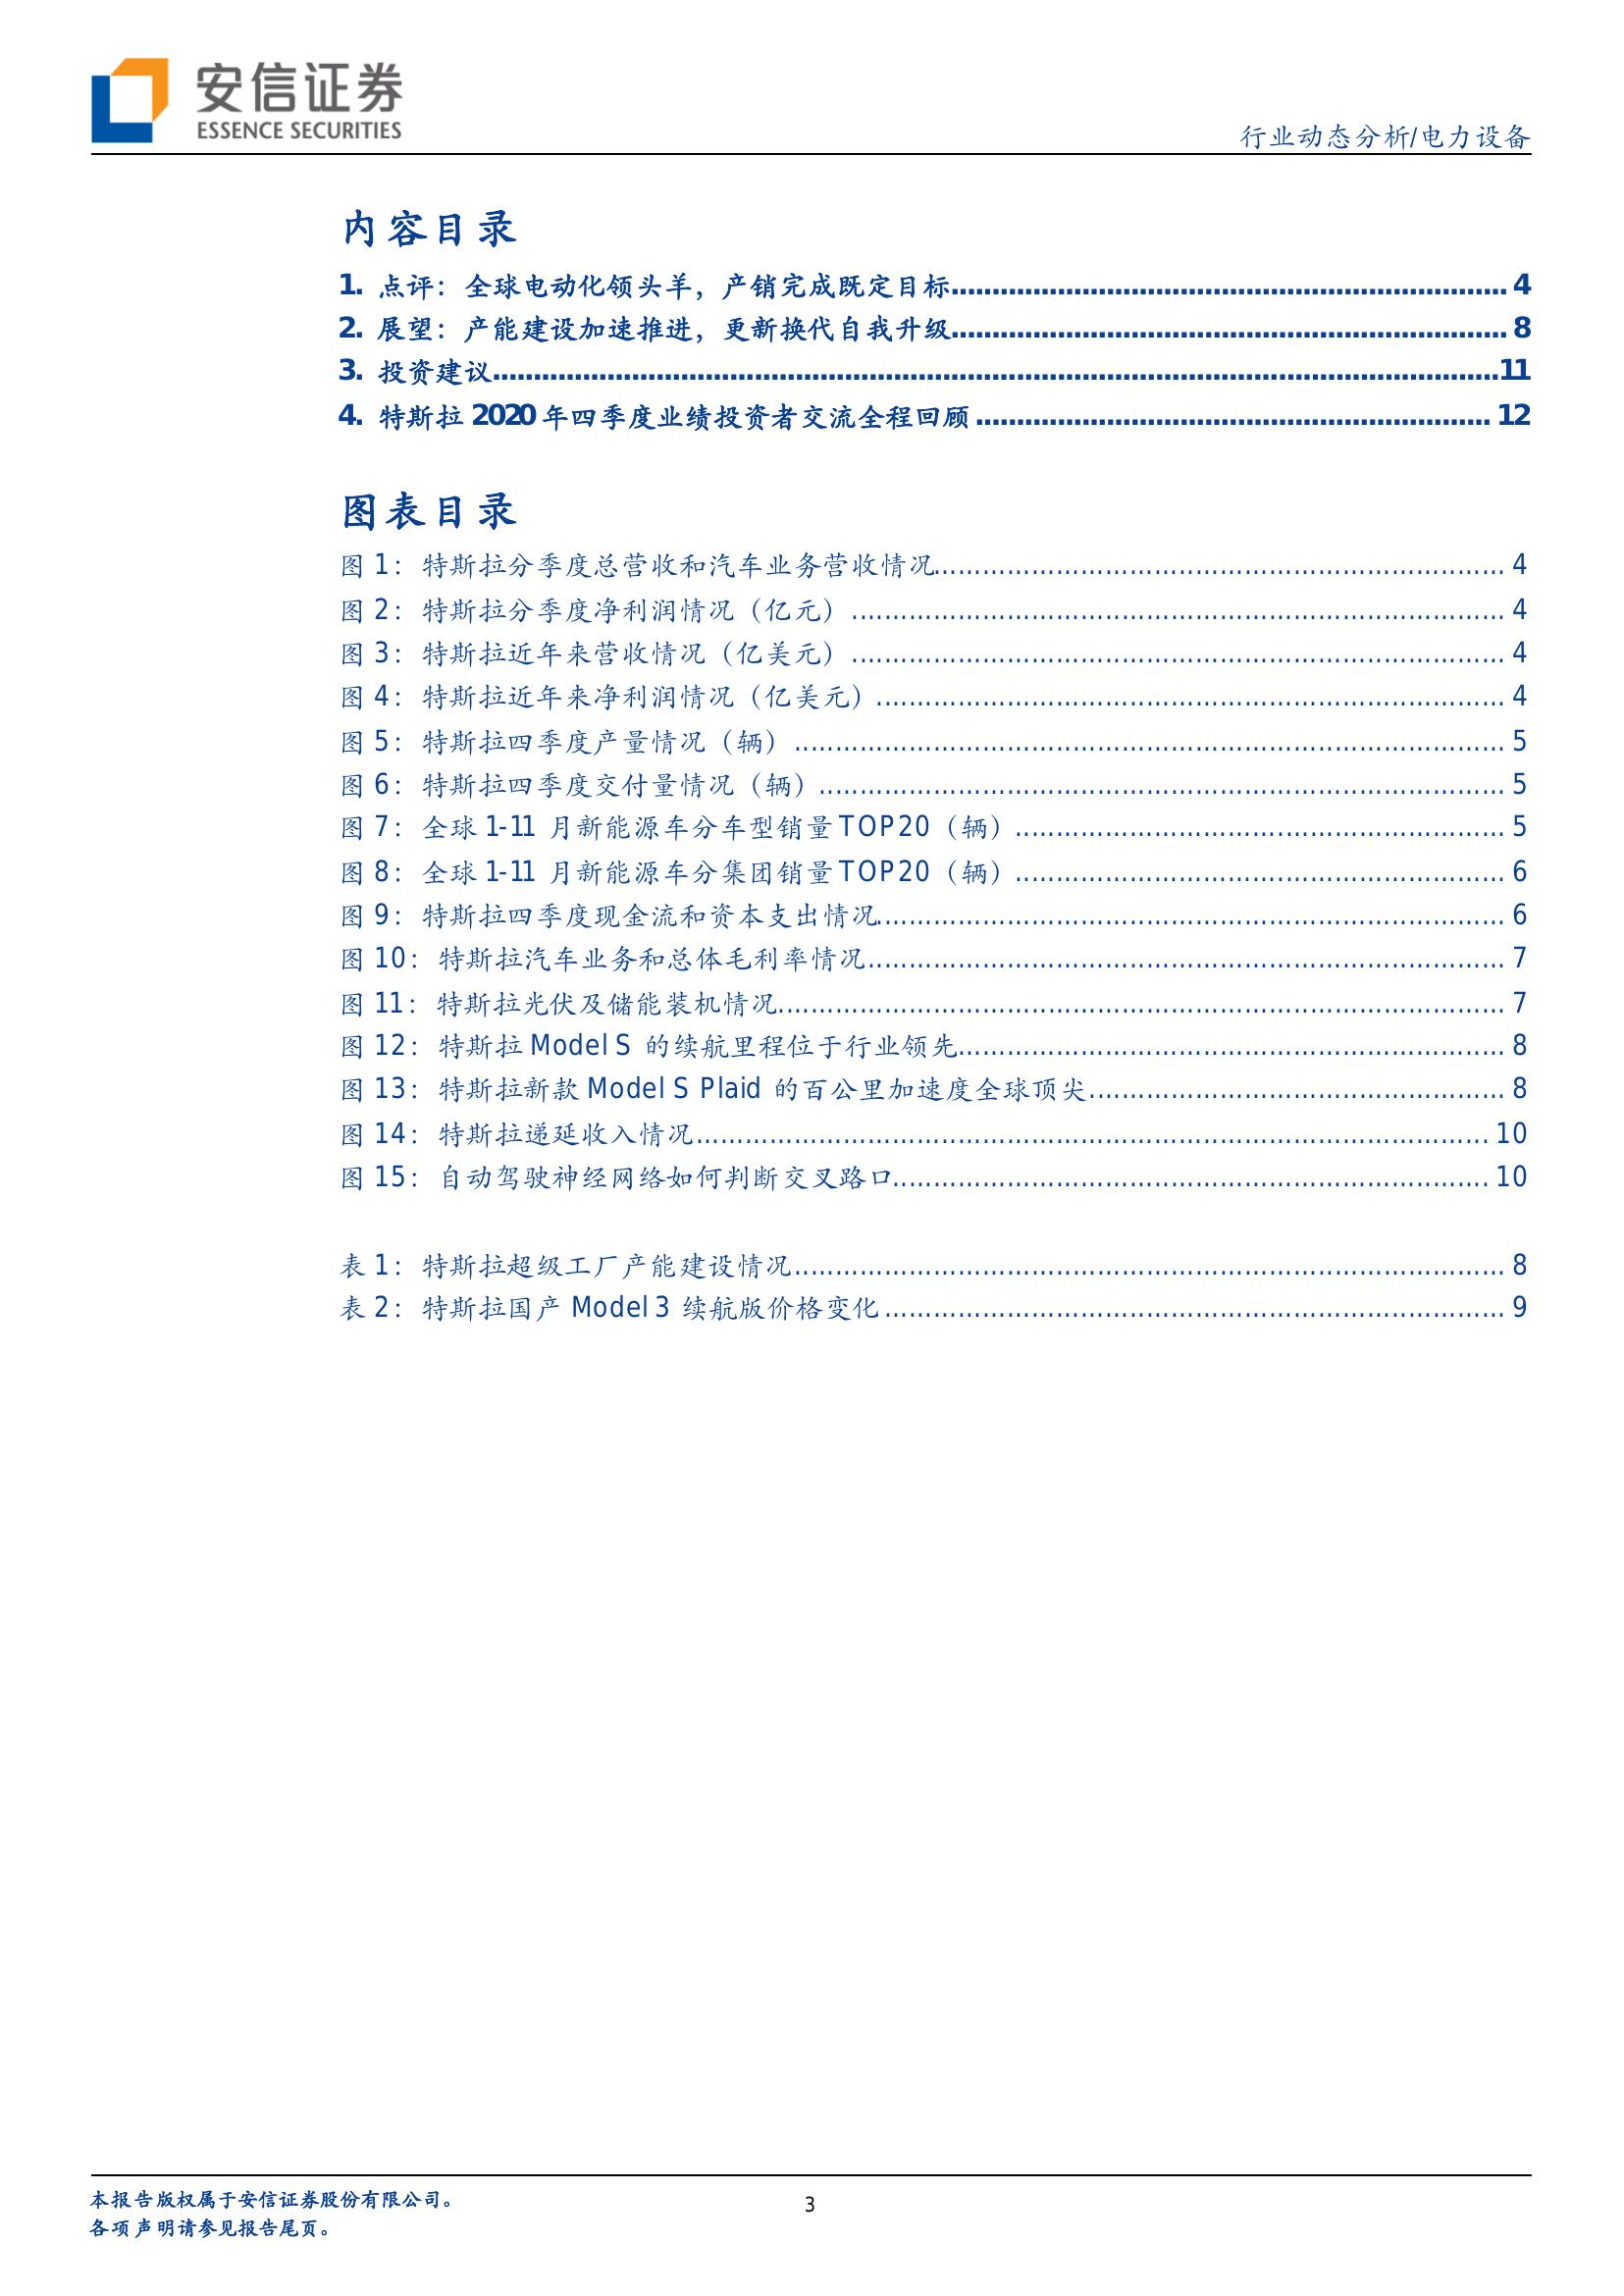 安信证券
ESSENCE SECURITIES
行业动态分析/电力设备
内容目录
1. 点评：全球电动化领头羊，产销完成既定目标 4
2. 展望：产能建设加速推进，更新换代自我升级 8
3. 投资建议 11
4. 特斯拉 2020 年四季度业绩投资者交流全程回顾 12
图表目录
图 1：特斯拉分季度总营收和汽车业务营收情况 4
图 2：特斯拉分季度净利润情况（亿元） 4
图 3：特斯拉近年来营收情况（亿美元） 4
图 4：特斯拉近年来净利润情况（亿美元） 4
图 5：特斯拉四季度产量情况（辆） 5
图 6：特斯拉四季度交付量情况（辆） 5
图 7：全球 1-11 月新能源车分车型销量 TOP20（辆） 5
图 8：全球 1-11 月新能源车分集团销量 TOP20（辆） 6
图 9：特斯拉四季度现金流和资本支出情况 6
图 10：特斯拉汽车业务和总体毛利率情况 7
图 11：特斯拉光伏及储能装机情况 7
图 12：特斯拉 Model S 的续航里程位于行业领先 8
图 13：特斯拉新款 Model S Plaid 的百公里加速度全球顶尖 8
图 14：特斯拉递延收入情况 10
图 15：自动驾驶神经网络如何判断交叉路口 10
表 1：特斯拉超级工厂产能建设情况 8
表 2：特斯拉国产 Model 3 续航版价格变化 9
本报告版权属于安信证券股份有限公司。
各项声明请参见报告尾页。
3